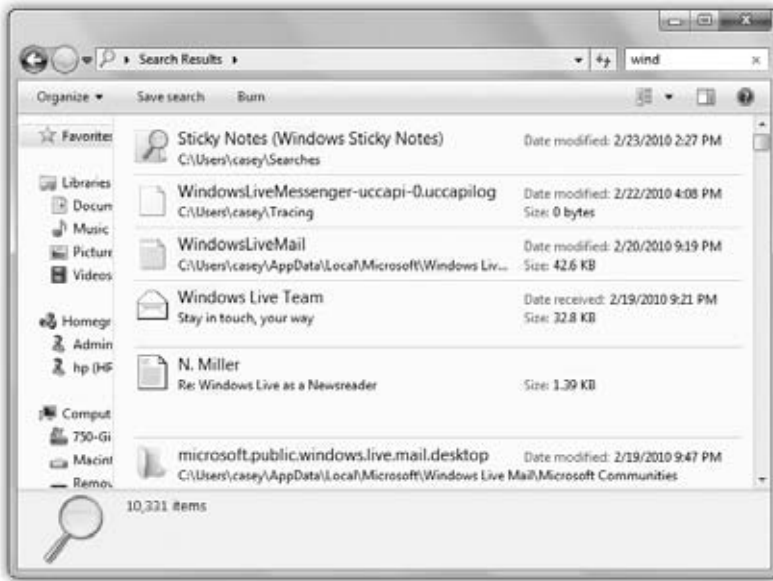 Search Results
wind
Organize
Save search
Burn
Favorites
Libraries
Docum
Music
Picture
Videos
Homegr
Admin
hp (HP
Comput
750-Gi
Macint
Remov
Sticky Notes (Windows Sticky Notes)
Date modified: 2/23/2010 2:27 PM
C:\Users\casey\Searches
WindowsLiveMessenger-uccapi-0.uccapilog
Date modified: 2/22/2010 4:08 PM
C:\Users\casey\Tracing
Size: 0 bytes
WindowsLiveMail
Date modified: 2/20/2010 9:19 PM
C:\Users\casey\AppData\Local\Microsoft\Windows Liv...
Size: 42.6 KB
Windows Live Team
Date received: 2/19/2010 9:21 PM
Stay in touch, your way
Size: 32.8 KB
N. Miller
Re: Windows Live as a Newsreader
Size: 1.39 KB
microsoft.public.windows.live.mail.desktop
Date modified: 2/19/2010 9:47 PM
C:\Users\casey\AppData\Local\Microsoft\Windows Live Mail\Microsoft Communities
10,331 items